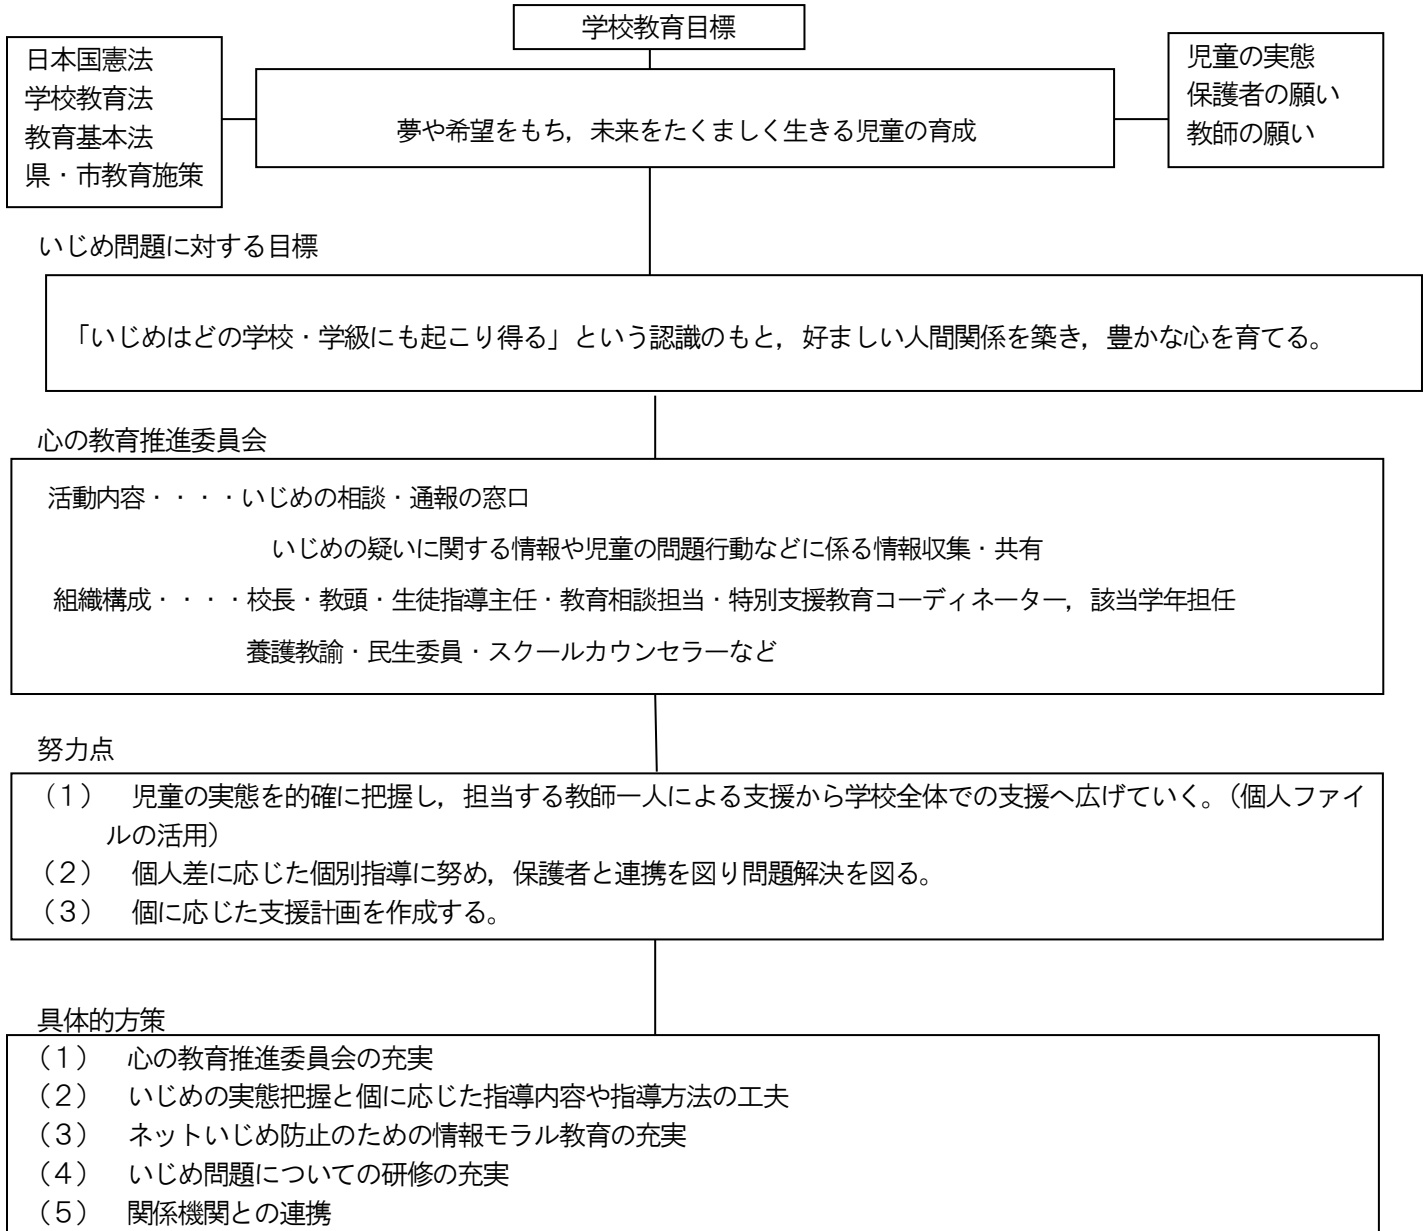 学校教育目標
日本国憲法
学校教育法
教育基本法
県・市教育施策
夢や希望をもち，未来をたくましく生きる児童の育成
児童の実態
保護者の願い
教師の願い
いじめ問題に対する目標
「いじめはどの学校・学級にも起こり得る」という認識のもと，好ましい人間関係を築き，豊かな心を育てる。
心の教育推進委員会
活動内容・・・・いじめの相談・通報の窓口
いじめの疑いに関する情報や児童の問題行動などに係る情報収集・共有
組織構成・・・・校長・教頭・生徒指導主任・教育相談担当・特別支援教育コーディネーター，該当学年担任
養護教諭・民生委員・スクールカウンセラーなど
努力点
（１）　児童の実態を的確に把握し，担当する教師一人による支援から学校全体での支援へ広げていく。（個人ファイ
ルの活用）
（２）　個人差に応じた個別指導に努め，保護者と連携を図り問題解決を図る。
（３）　個に応じた支援計画を作成する。
具体的方策
（１）　心の教育推進委員会の充実
（２）　いじめの実態把握と個に応じた指導内容や指導方法の工夫
（３）　ネットいじめ防止のための情報モラル教育の充実
（４）　いじめ問題についての研修の充実
（５）　関係機関との連携